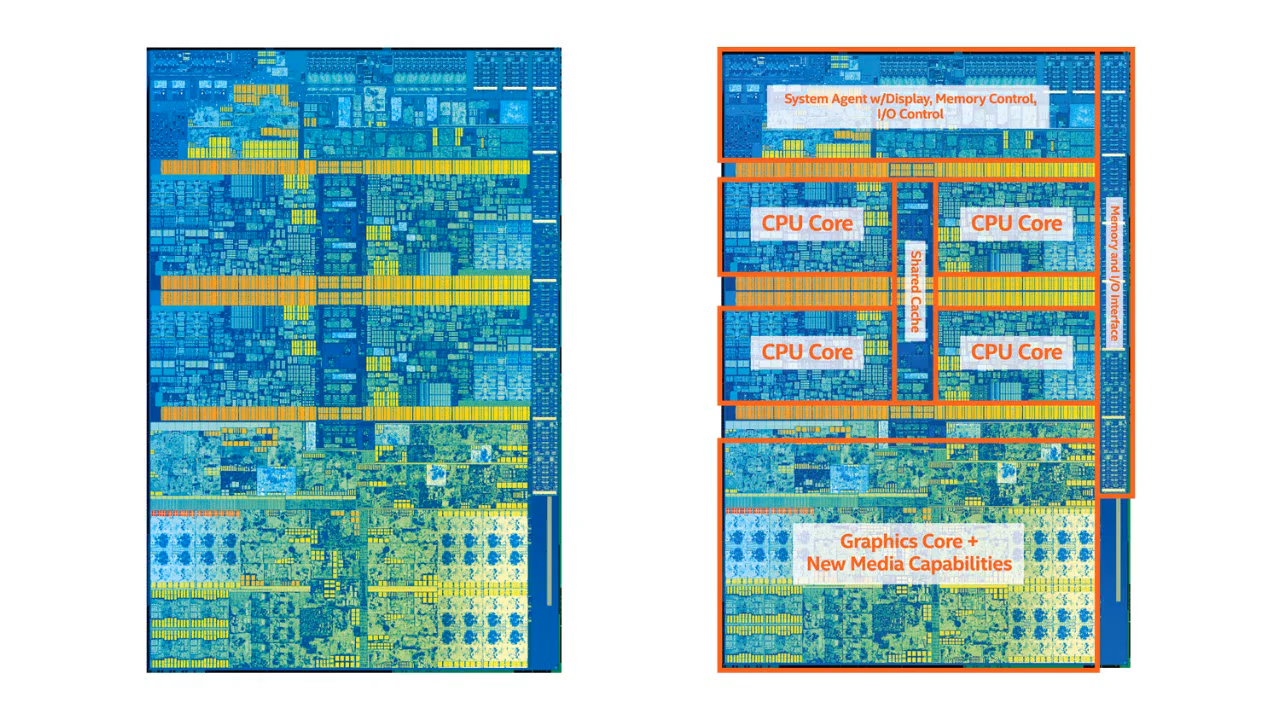 System Agent w/Display, Memory Control,
I/O Control
CPU Core
CPU Core
Shared Cache
Memory and I/O Interface
CPU Core
CPU Core
Graphics Core +
New Media Capabilities